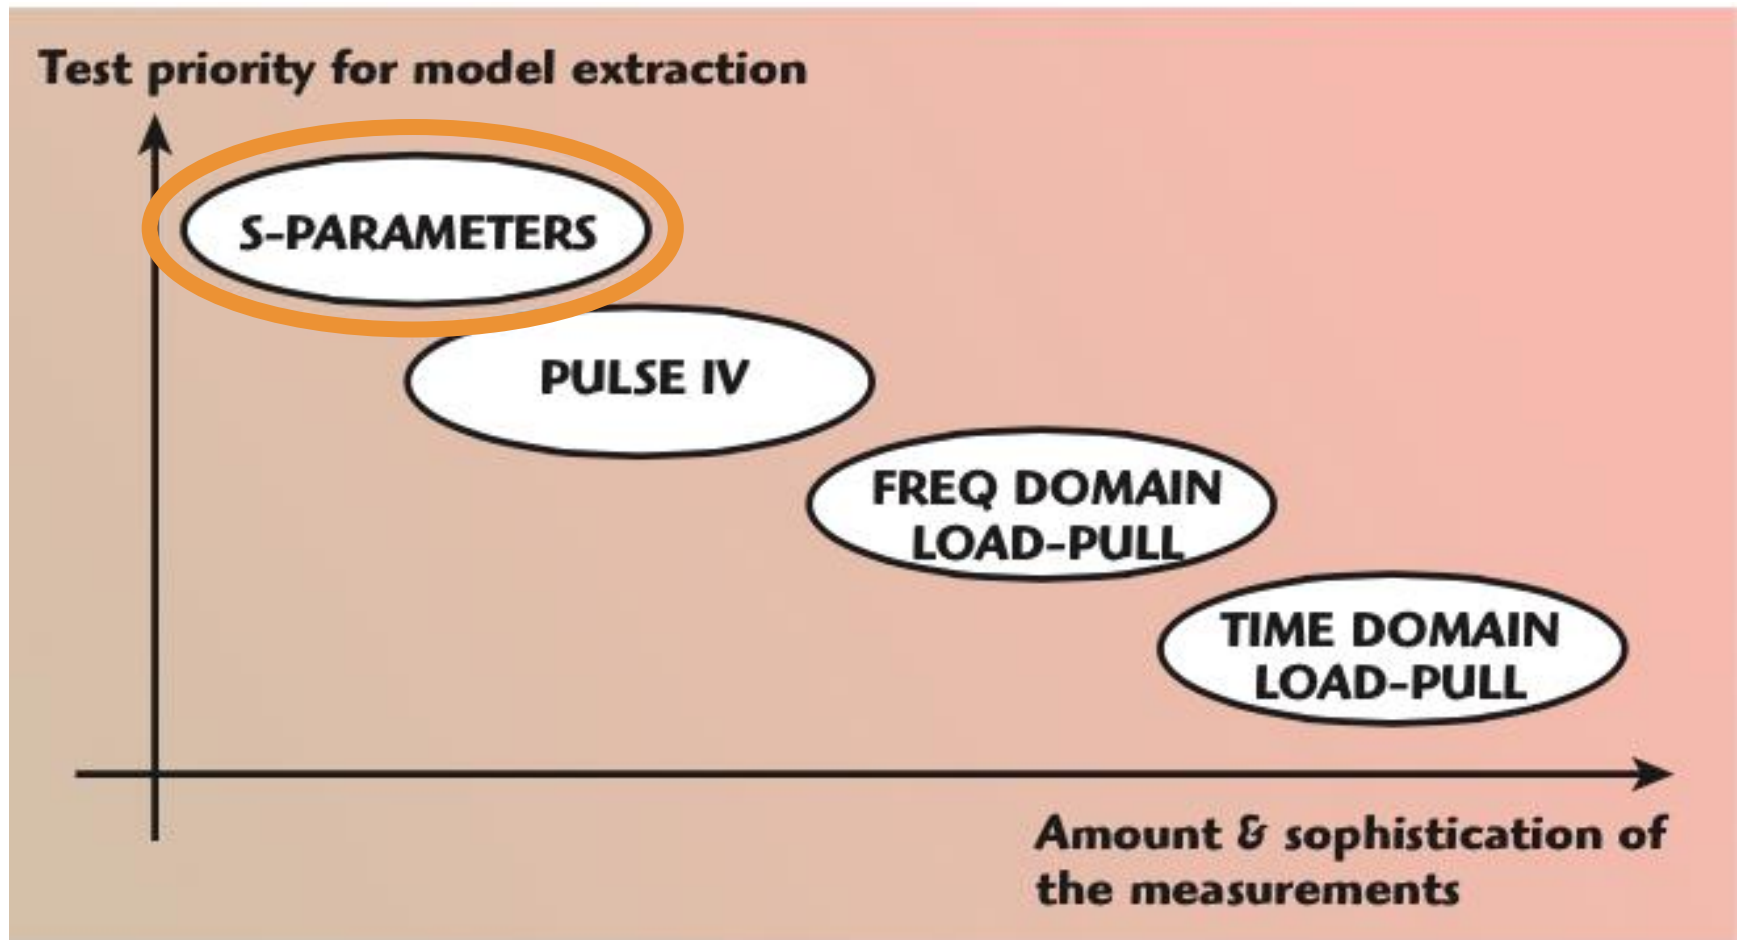 Test priority for model extraction
S-PARAMETERS
PULSE IV
FREQ DOMAIN
LOAD-PULL
TIME DOMAIN
LOAD-PULL
Amount & sophistication of
the measurements